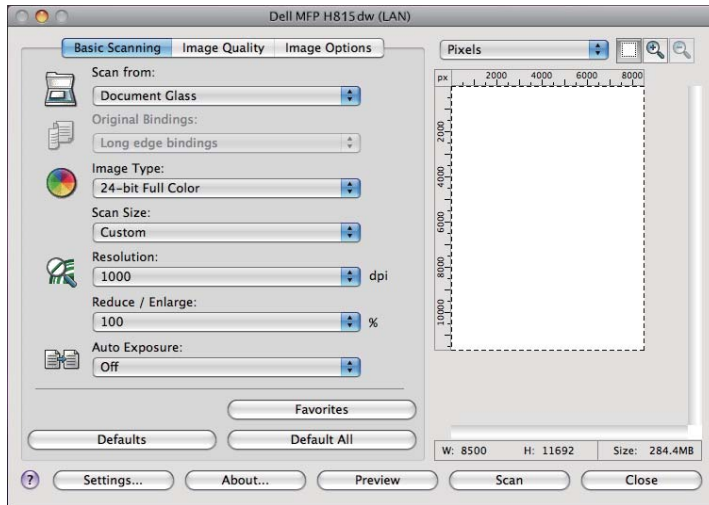 Dell MFP H815dw (LAN)
Basic Scanning Image Quality Image Options
Scan from:
Document Glass
Original Bindings:
Long edge bindings
Image Type:
24-bit Full Color
Scan Size:
Custom
Resolution:
1000 dpi
Reduce / Enlarge:
100 %
Auto Exposure:
Off
Favorites
Defaults Default All
Pixels
px 2000 4000 6000 8000
2000
4000
6000
8000
10000
W: 8500 H: 11692 Size: 284.4MB
? Settings... About... Preview Scan Close